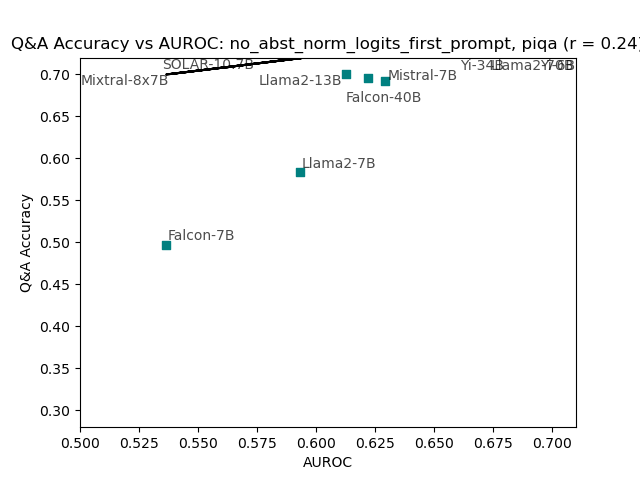 Q&A Accuracy vs AUROC: no_abst_norm_logits_first_prompt, piqa (r = 0.24)
SOLAR-10.7B
Yi-34B
Llama2-70B
Yi-6B
Mixtral-8x7B
Llama2-13B
Mistral-7B
Falcon-40B
Llama2-7B
Falcon-7B
Q&A Accuracy
0.70
0.65
0.60
0.55
0.50
0.45
0.40
0.35
0.30
0.500 0.525 0.550 0.575 0.600 0.625 0.650 0.675 0.700
AUROC